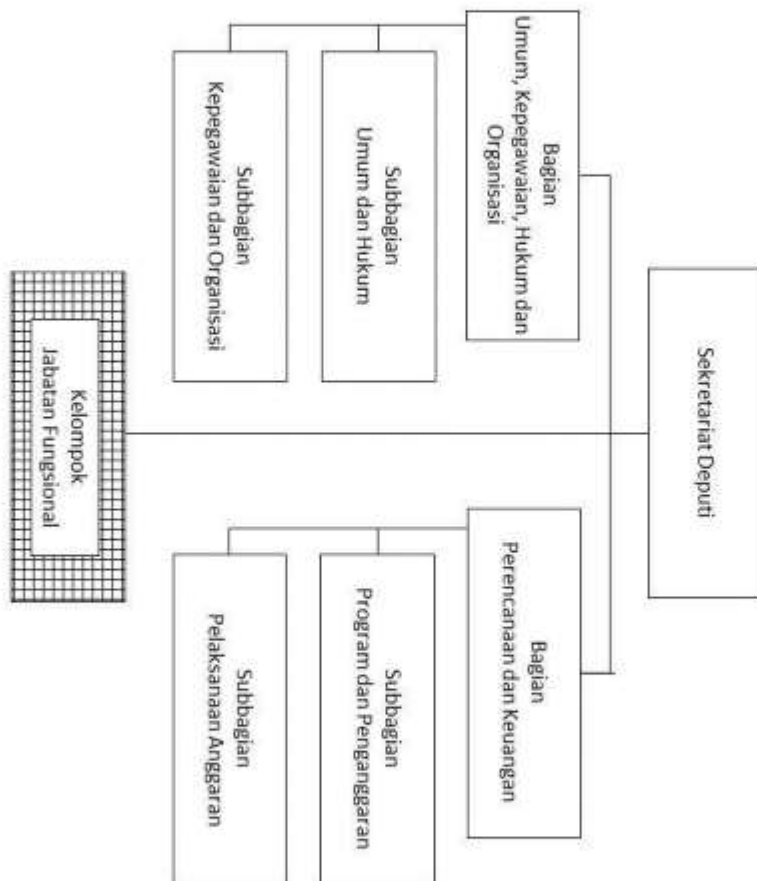 Sekretariat Deputi
Bagian
Umum, Kepegawaian, Hukum dan
Organisasi
Bagian
Perencanaan dan Keuangan
Subbagian
Umum dan Hukum
Subbagian
Program dan Penganggaran
Subbagian
Kepegawaian dan Organisasi
Subbagian
Pelaksanaan Anggaran
Kelompok
Jabatan Fungsional